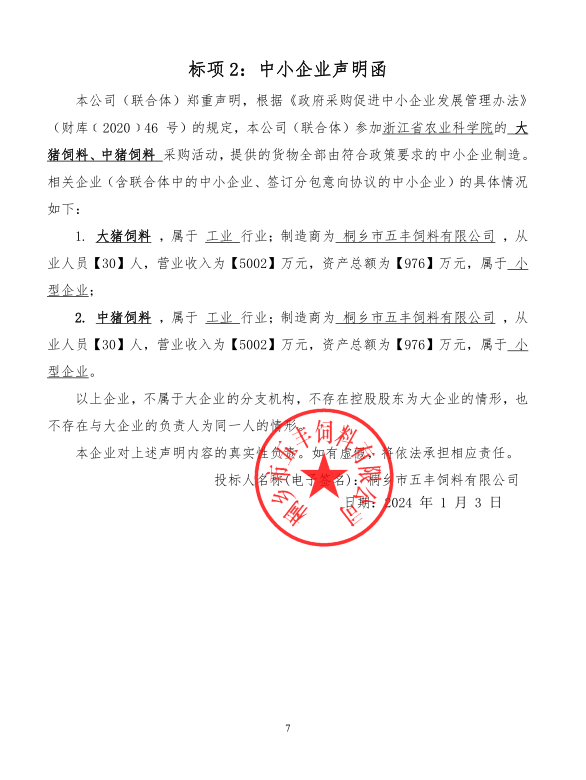 标项 2：中小企业声明函
本公司（联合体）郑重声明，根据《政府采购促进中小企业发展管理办法》
（财库﹝2020﹞46 号）的规定，本公司（联合体）参加浙江省农业科学院的 大
猪饲料、中猪饲料 采购活动，提供的货物全部由符合政策要求的中小企业制造。
相关企业（含联合体中的中小企业、签订分包意向协议的中小企业）的具体情况
如下：
1. 大猪饲料 ，属于 工业 行业；制造商为 桐乡市五丰饲料有限公司 ，从
业人员【30】人，营业收入为【5002】万元，资产总额为【976】万元，属于 小
型企业；
2. 中猪饲料 ，属于 工业 行业；制造商为 桐乡市五丰饲料有限公司 ，从
业人员【30】人，营业收入为【5002】万元，资产总额为【976】万元，属于 小
型企业。
以上企业，不属于大企业的分支机构，不存在控股股东为大企业的情形，也
不存在与大企业的负责人为同一人的情形。
本企业对上述声明内容的真实性负责。如有虚假，将依法承担相应责任。
投标人名称(电子签名)：桐乡市五丰饲料有限公司
日期：2024 年 1 月 3 日
桐乡市五丰饲料有限公司
7